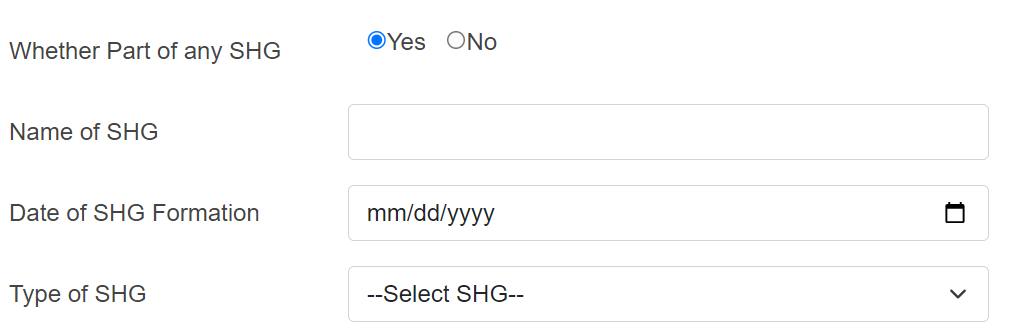 Whether Part of any SHG Yes No
Name of SHG
Date of SHG Formation mm/dd/yyyy
Type of SHG --Select SHG--